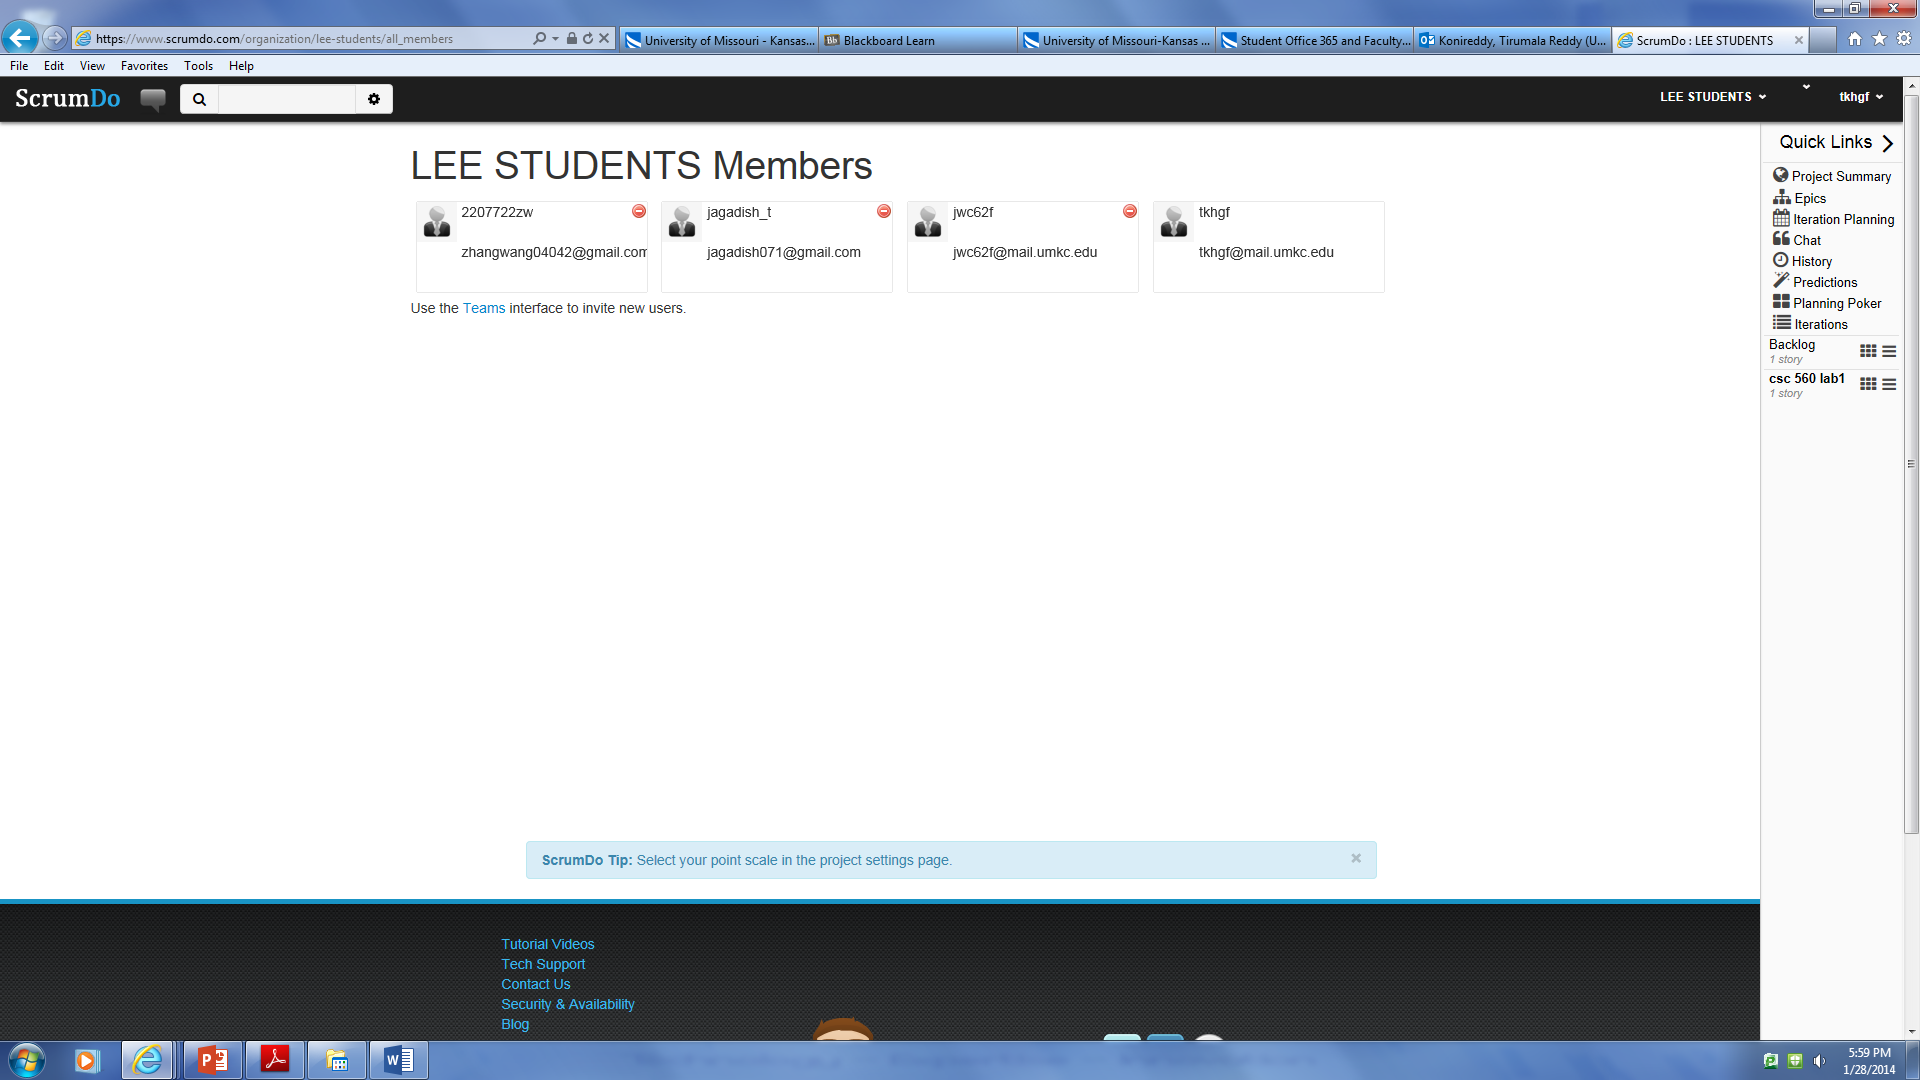 https://www.scrumdo.com/organization/lee-students/all_members
University of Missouri - Kansas...
Blackboard Learn
University of Missouri-Kansas ...
Student Office 365 and Faculty...
Konireddy, Tirumala Reddy (U...
ScrumDo : LEE STUDENTS
File Edit View Favorites Tools Help
ScrumDo
LEE STUDENTS
tkhgf
Quick Links
Project Summary
Epics
Iteration Planning
Chat
History
Predictions
Planning Poker
Iterations
Backlog
1 story
csc 560 lab1
1 story
LEE STUDENTS Members
2207722zw
zhangwang04042@gmail.com
jagadish_t
jagadish071@gmail.com
jwc62f
jwc62f@mail.umkc.edu
tkhgf
tkhgf@mail.umkc.edu
Use the Teams interface to invite new users.
ScrumDo Tip: Select your point scale in the project settings page.
Tutorial Videos
Tech Support
Contact Us
Security & Availability
Blog
5:59 PM
1/28/2014